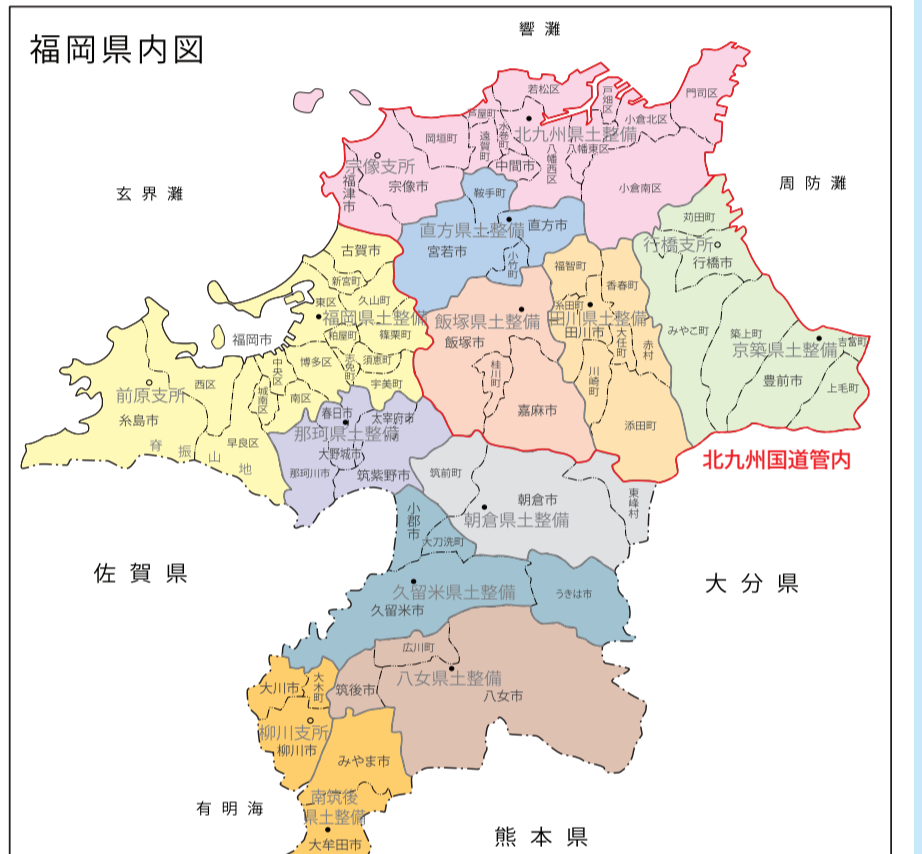 福岡県内図
響灘
玄界灘
周防灘
若松区
戸畑区
門司区
芦屋町
水巻町
小倉北区
岡垣町
遠賀町
北九州県土整備
八幡東区
八幡西区
中間市
宗像支所
宗像市
福津市
小倉南区
鞍手町
直方県土整備
直方市
宮若市
小竹町
苅田町
行橋支所
行橋市
古賀市
新宮町
東区
久山町
福岡県土整備
福岡市
粕屋町
篠栗町
博多区
志免町
須恵町
宇美町
中央区
城南区
南区
西区
早良区
前原支所
糸島市
脊振山地
飯塚県土整備
飯塚市
桂川町
嘉麻市
福智町
香春町
糸田町
田川県土整備
田川市
大任町
赤村
川崎町
添田町
みやこ町
築上町
京築県土整備
吉富町
豊前市
上毛町
北九州国道管内
春日市
太宰府市
那珂県土整備
大野城市
那珂川市
筑紫野市
筑前町
朝倉市
朝倉県土整備
東峰村
小郡市
大刀洗町
久留米県土整備
久留米市
うきは市
佐賀県
大分県
広川町
八女県土整備
八女市
筑後市
大川市
大木町
柳川支所
柳川市
みやま市
南筑後
県土整備
大牟田市
有明海
熊本県